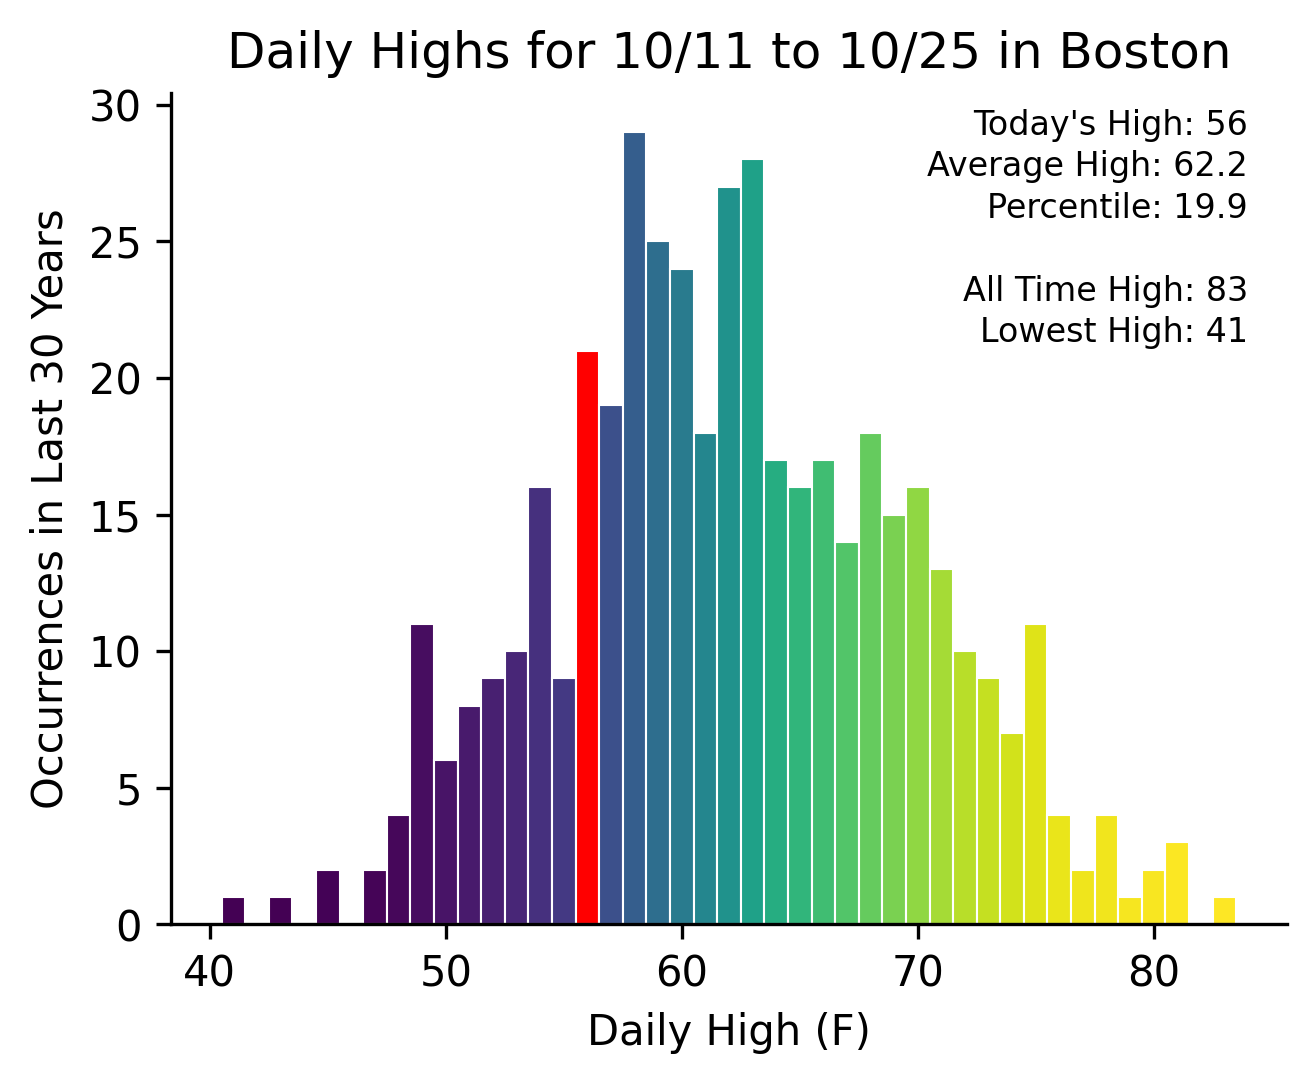 Daily Highs for 10/11 to 10/25 in Boston
Today's High: 56
Average High: 62.2
Percentile: 19.9
All Time High: 83
Lowest High: 41
Occurrences in Last 30 Years
30
25
20
15
10
5
0
40 50 60 70 80
Daily High (F)